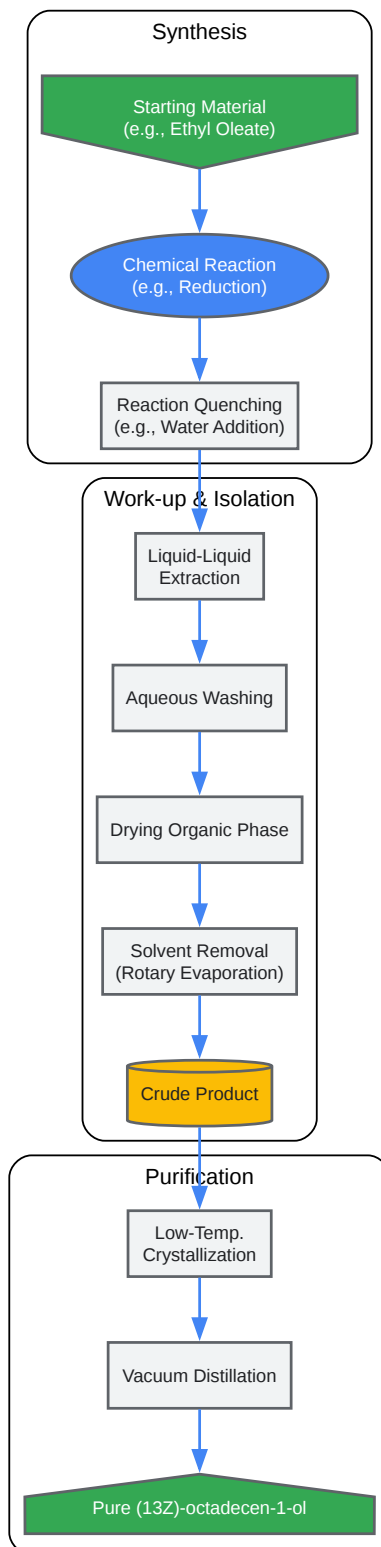 Synthesis
Starting Material
(e.g., Ethyl Oleate)
Chemical Reaction
(e.g., Reduction)
Reaction Quenching
(e.g., Water Addition)
Work-up & Isolation
Liquid-Liquid
Extraction
Aqueous Washing
Drying Organic Phase
Solvent Removal
(Rotary Evaporation)
Crude Product
Purification
Low-Temp.
Crystallization
Vacuum Distillation
Pure (13Z)-octadecen-1-ol